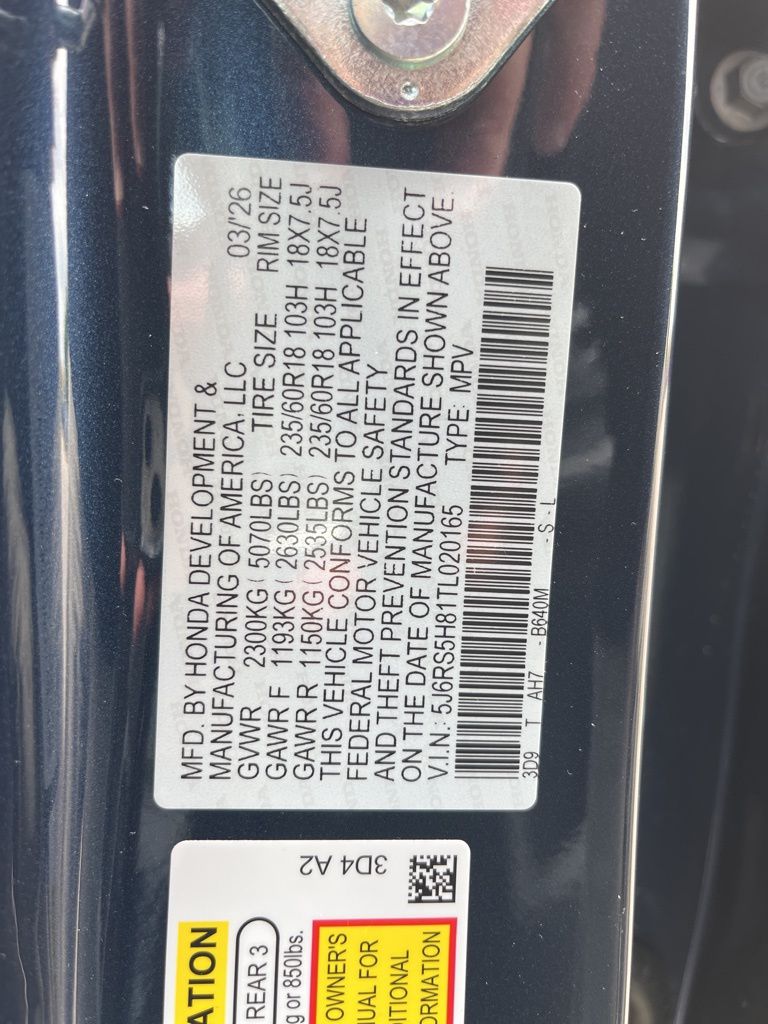 MFD. BY HONDA DEVELOPMENT &
MANUFACTURING OF AMERICA, LLC 03/'26
GVWR 2300KG ( 5070LBS) TIRE SIZE RIM SIZE
GAWR F 1193KG ( 2630LBS) 235/60R18 103H 18X7.5J
GAWR R 1150KG ( 2535LBS) 235/60R18 103H 18X7.5J
THIS VEHICLE CONFORMS TO ALL APPLICABLE
FEDERAL MOTOR VEHICLE SAFETY
AND THEFT PREVENTION STANDARDS IN EFFECT
ON THE DATE OF MANUFACTURE SHOWN ABOVE.
V.I.N.: 5J6RS5H81TL020165 TYPE: MPV
3D9 T AH7 - B640M - S - L
3D4 A2
ATION
REAR 3
g or 850lbs.
OWNER'S
UAL FOR
DITIONAL
ORMATION